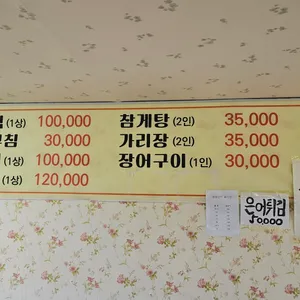 (1상) 100,000 참게탕 (2인) 35,000
침 30,000 가리장 (2인) 35,000
(1상) 100,000 장어구이 (1인) 30,000
(1상) 120,000
은어튀김